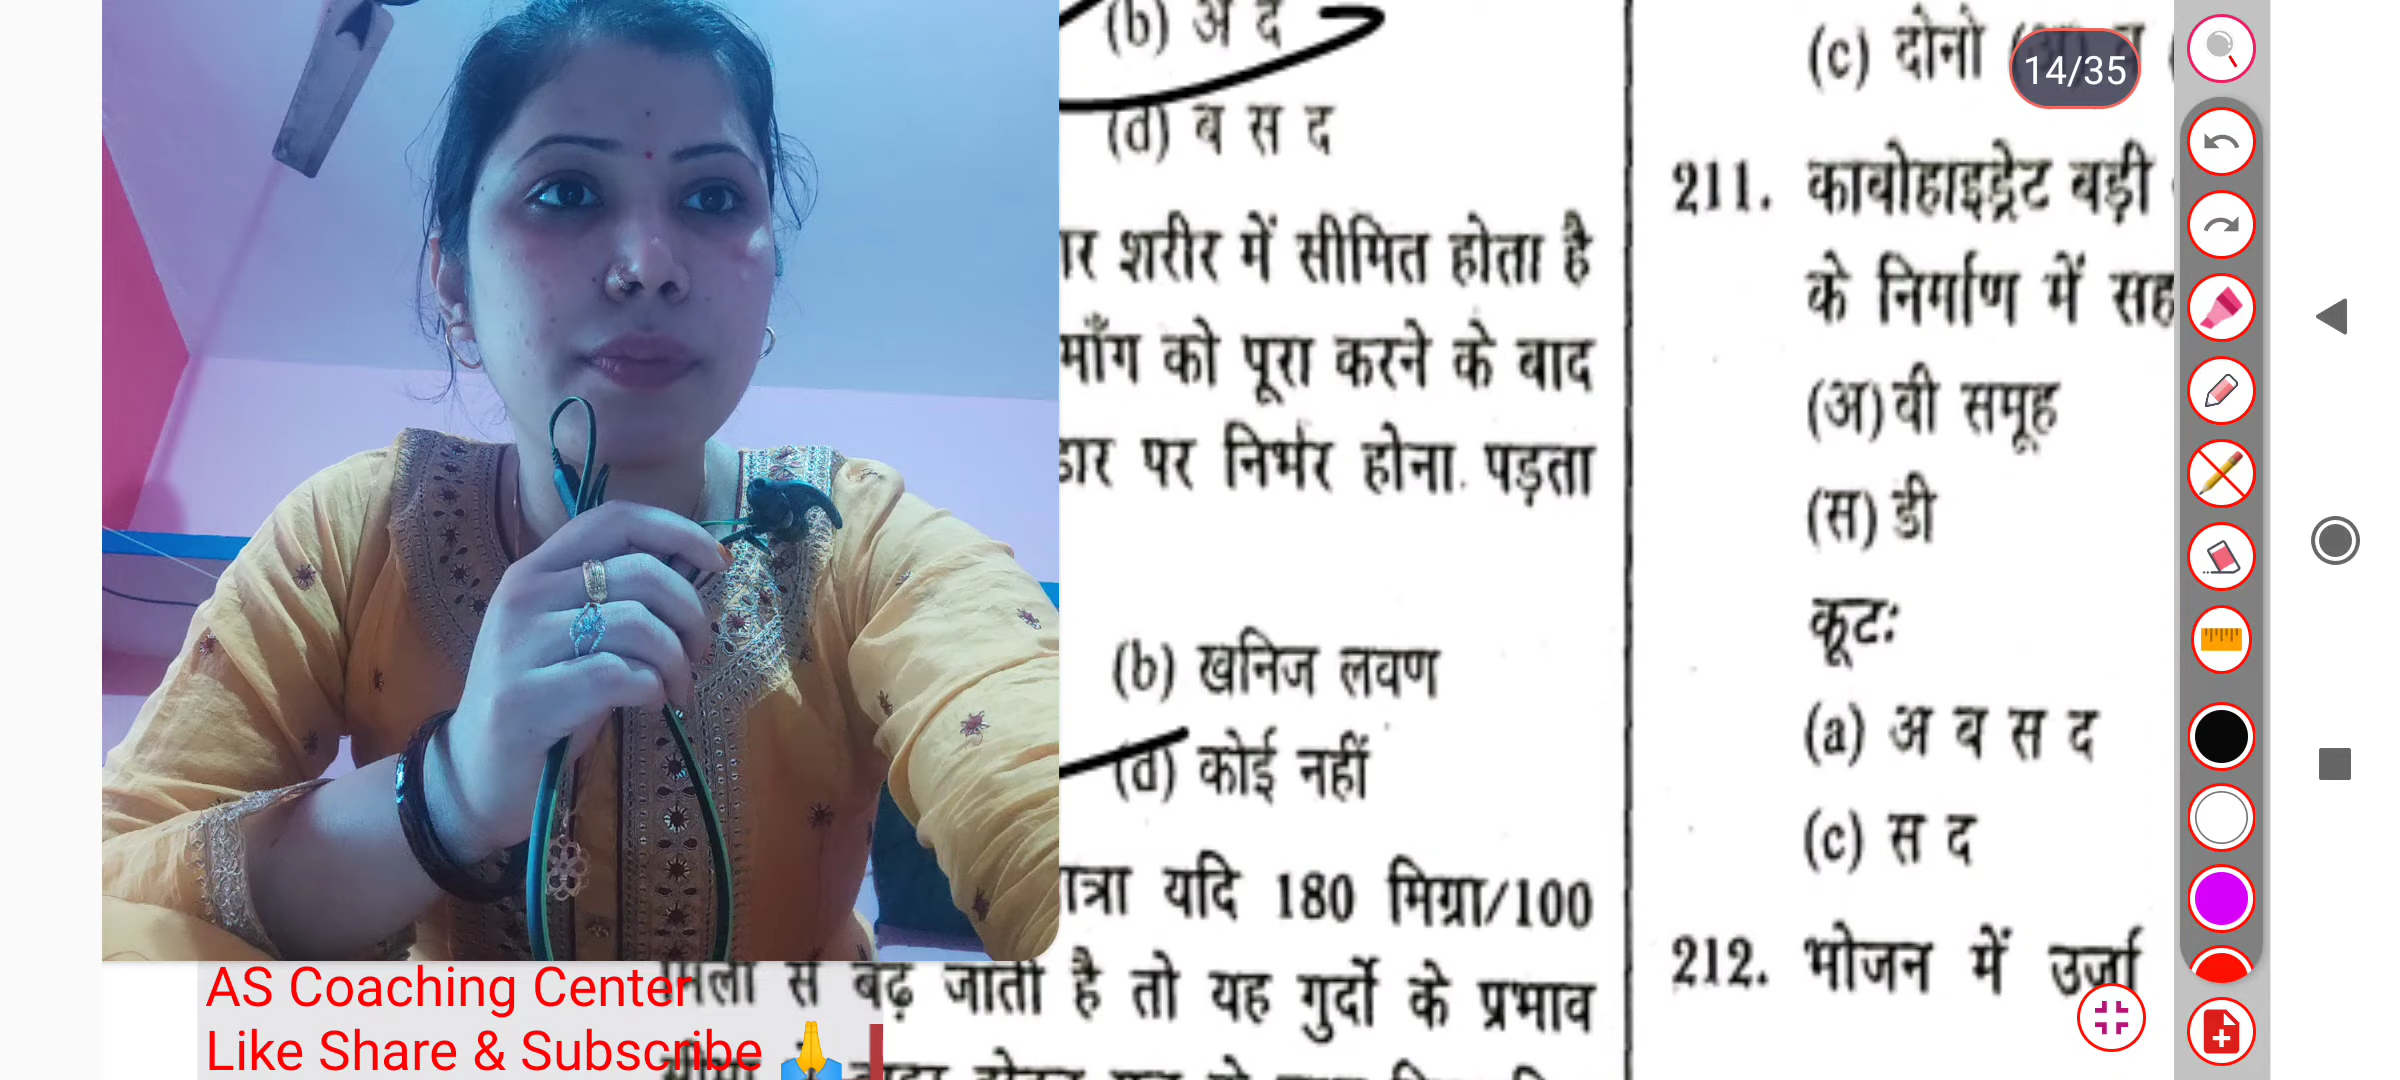 (b) अ द
(d) ब स द
र शरीर में सीमित होता है
माँग को पूरा करने के बाद
डार पर निर्भर होना पड़ता
(b) खनिज लवण
(d) कोई नहीं
त्रा यदि 180 मिग्रा/100
मिली से बढ़ जाती है तो यह गुर्दो के प्रभाव
(c) दोनो
14/35
211. कार्बोहाइड्रेट बड़ी
के निर्माण में सह
(अ) वी समूह
(स) डी
कूटः
(a) अ ब स द
(c) स द
212. भोजन में उर्जा
AS Coaching Center
Like Share & Subscribe 🙏